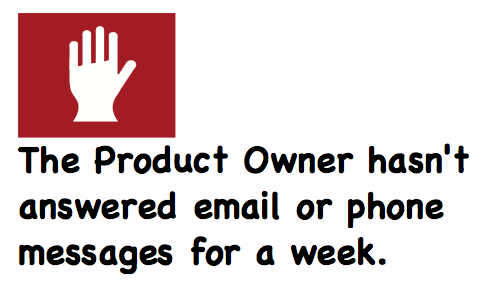 The Product Owner hasn't
answered email or phone
messages for a week.